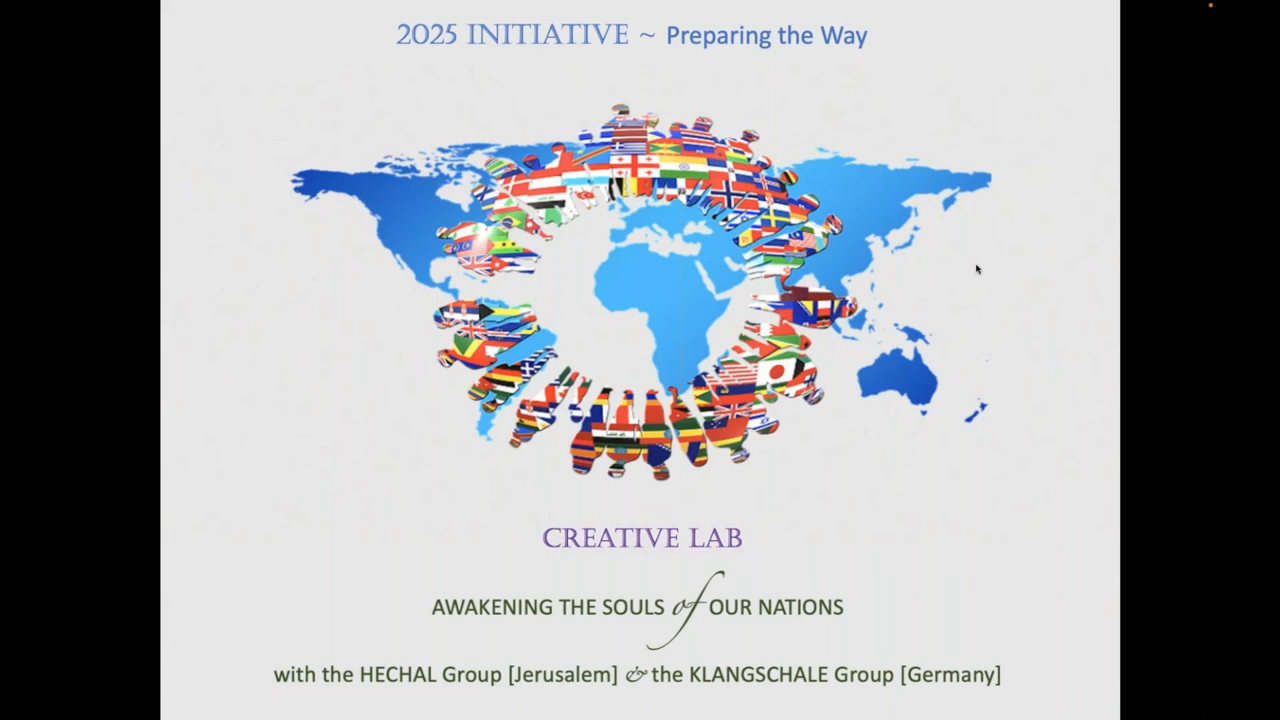 2025 INITIATIVE ~ Preparing the Way
CREATIVE LAB
AWAKENING THE SOULS of OUR NATIONS
with the HECHAL Group [Jerusalem] & the KLANGSCHALE Group [Germany]